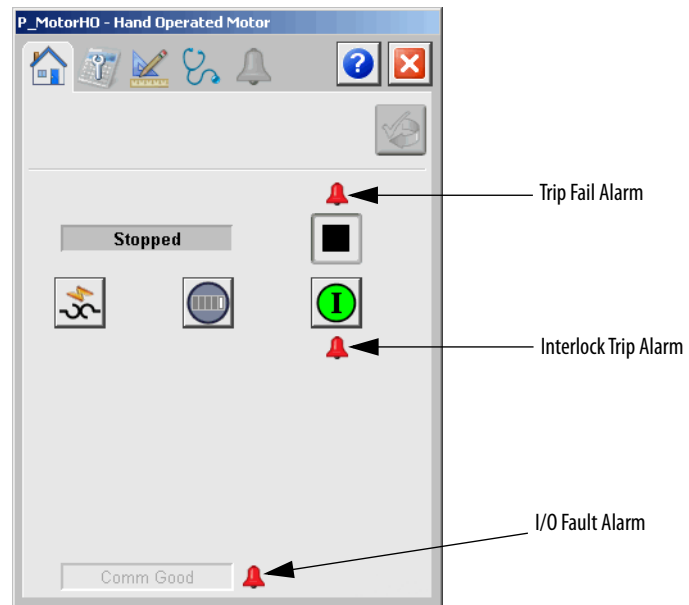 P_MotorHO - Hand Operated Motor
Trip Fail Alarm
Stopped
Interlock Trip Alarm
I/O Fault Alarm
Comm Good